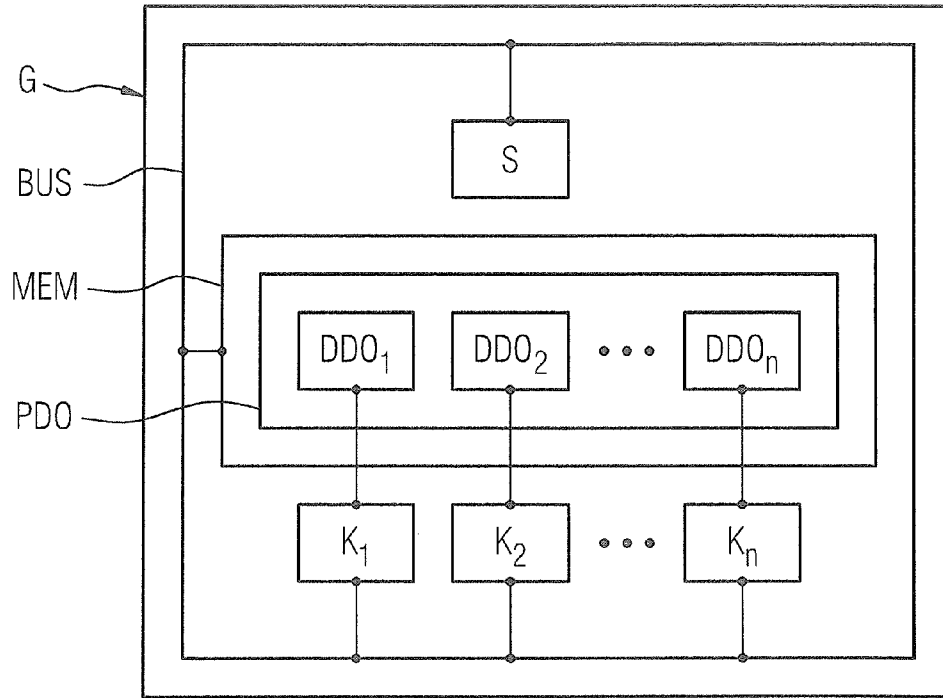 G
BUS
S
MEM
DDO₁ DDO₂ DDOₙ
PDO
K₁ K₂ Kₙ